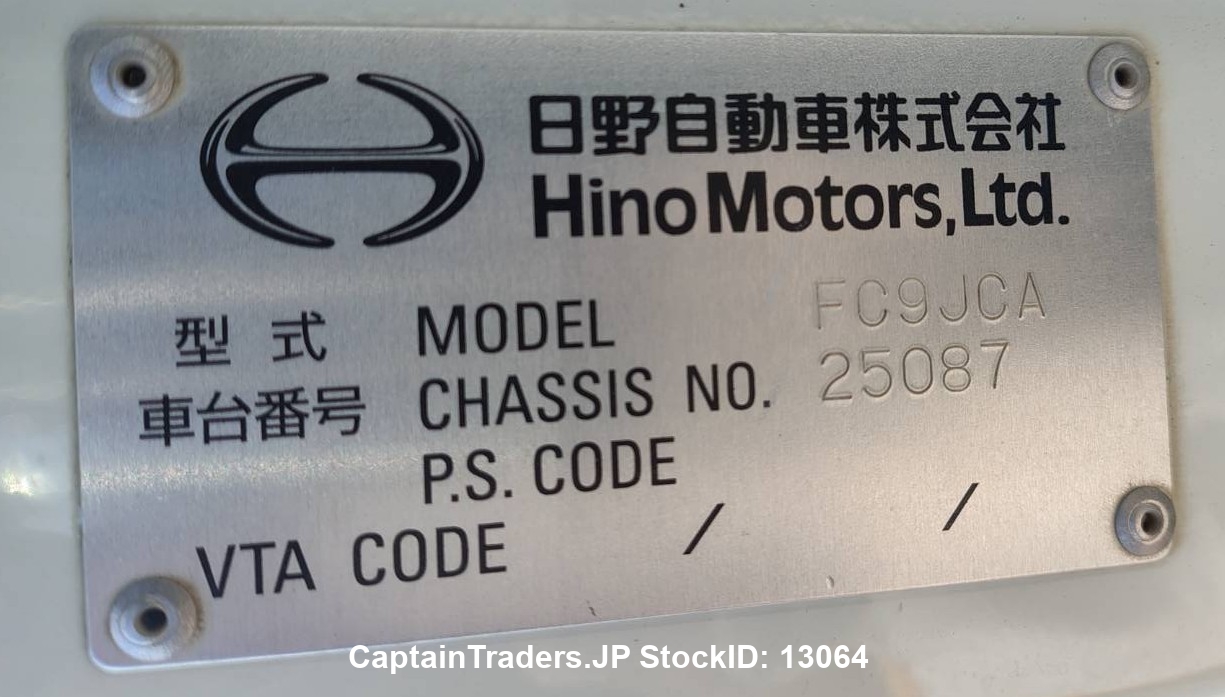 日野自動車株式会社
Hino Motors, Ltd.
型式 MODEL FC9JCA
車台番号 CHASSIS NO. 25087
P.S. CODE
VTA CODE / /
CaptainTraders.JP StockID: 13064